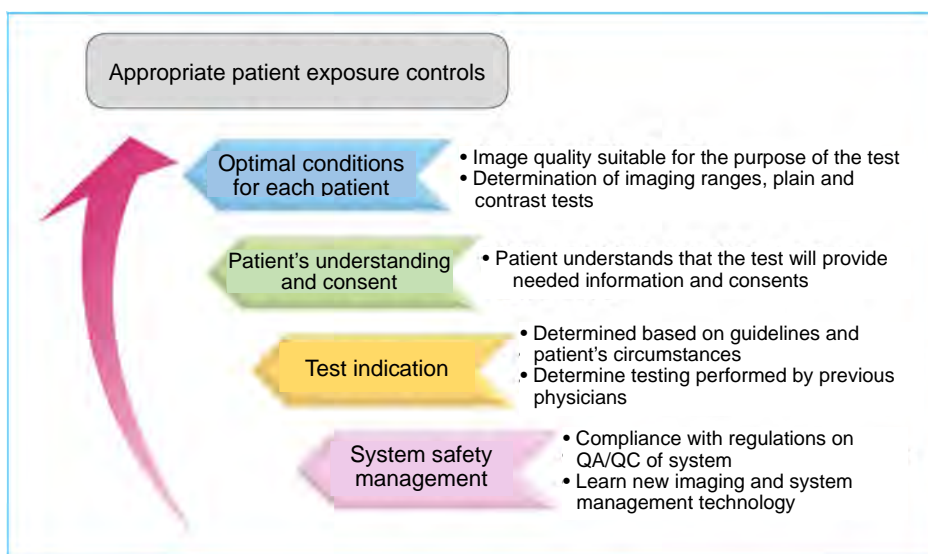 Appropriate patient exposure controls
Optimal conditions
for each patient
• Image quality suitable for the purpose of the test
• Determination of imaging ranges, plain and
contrast tests
Patient’s understanding
and consent
• Patient understands that the test will provide
needed information and consents
Test indication
• Determined based on guidelines and
patient’s circumstances
• Determine testing performed by previous
physicians
System safety
management
• Compliance with regulations on
QA/QC of system
• Learn new imaging and system
management technology